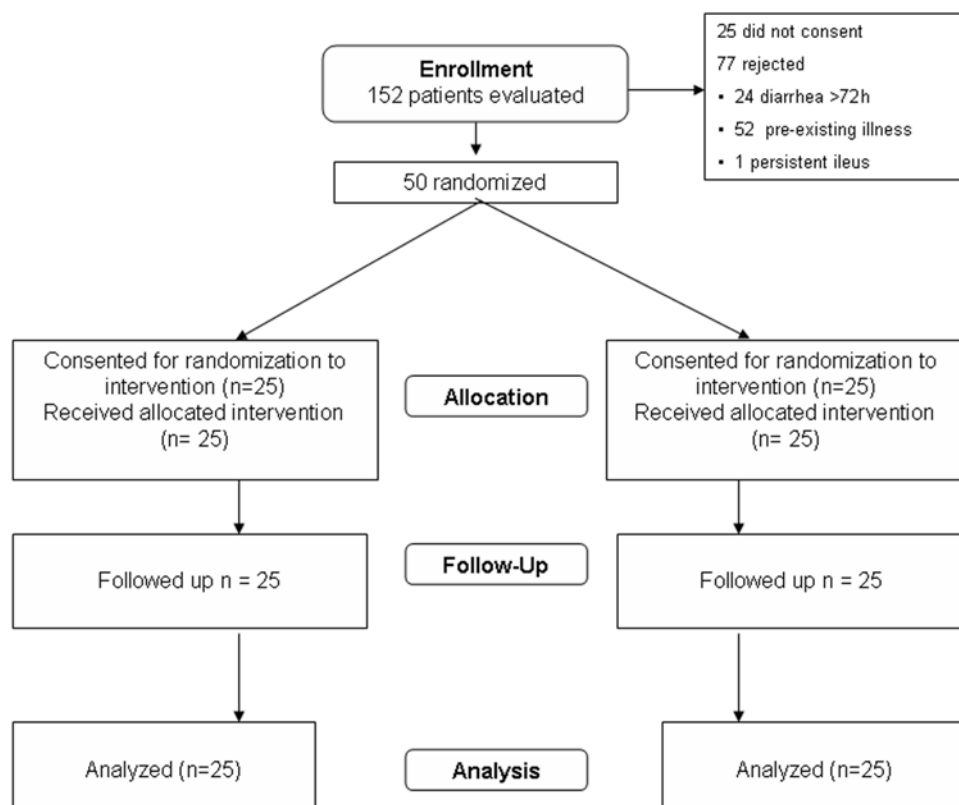 Enrollment
152 patients evaluated
25 did not consent
77 rejected
▪ 24 diarrhea >72h
▪ 52 pre-existing illness
▪ 1 persistent ileus
50 randomized
Consented for randomization to
intervention (n=25)
Received allocated intervention
(n= 25)
Allocation
Consented for randomization to
intervention (n=25)
Received allocated intervention
(n= 25)
Followed up n = 25
Follow-Up
Followed up n = 25
Analyzed (n=25)
Analysis
Analyzed (n=25)